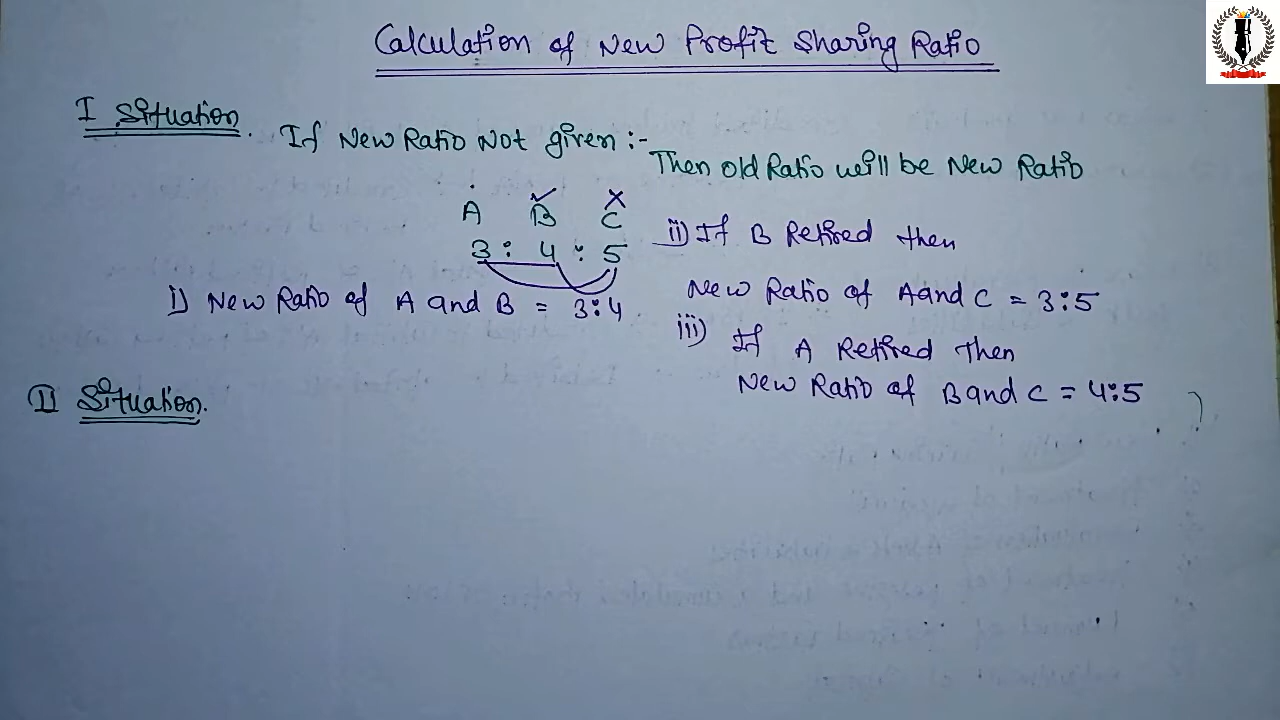 Calculation of New Profit Sharing Ratio
I Situation. If New Ratio Not given :-
Then Old Ratio will be New Ratio
A B C
3 : 4 : 5
i) New Ratio of A and B = 3:4
ii) If B Retired then
New Ratio of A and C = 3:5
iii) If A Retired Then
New Ratio of B and C = 4:5
II Situation.